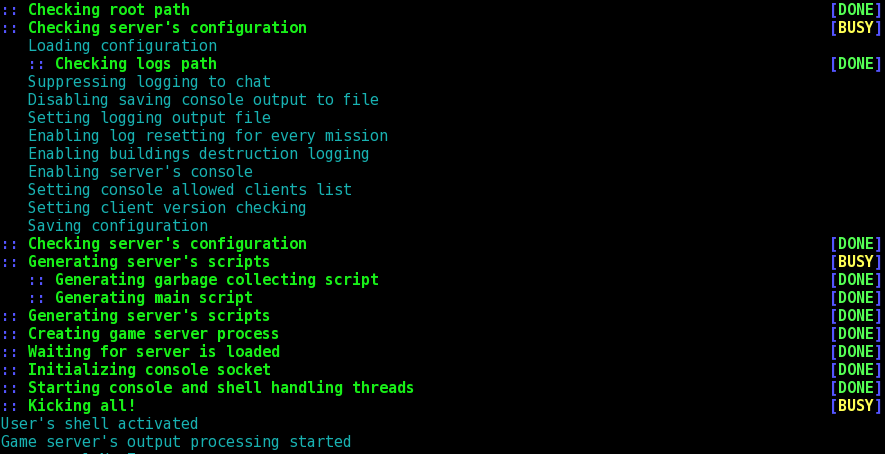 :: Checking root path [DONE]
:: Checking server's configuration [BUSY]
Loading configuration
:: Checking logs path [DONE]
Suppressing logging to chat
Disabling saving console output to file
Setting logging output file
Enabling log resetting for every mission
Enabling buildings destruction logging
Enabling server's console
Setting console allowed clients list
Setting client version checking
Saving configuration
:: Checking server's configuration [DONE]
:: Generating server's scripts [BUSY]
:: Generating garbage collecting script [DONE]
:: Generating main script [DONE]
:: Generating server's scripts [DONE]
:: Creating game server process [DONE]
:: Waiting for server is loaded [DONE]
:: Initializing console socket [DONE]
:: Starting console and shell handling threads [DONE]
:: Kicking all! [BUSY]
User's shell activated
Game server's output processing started